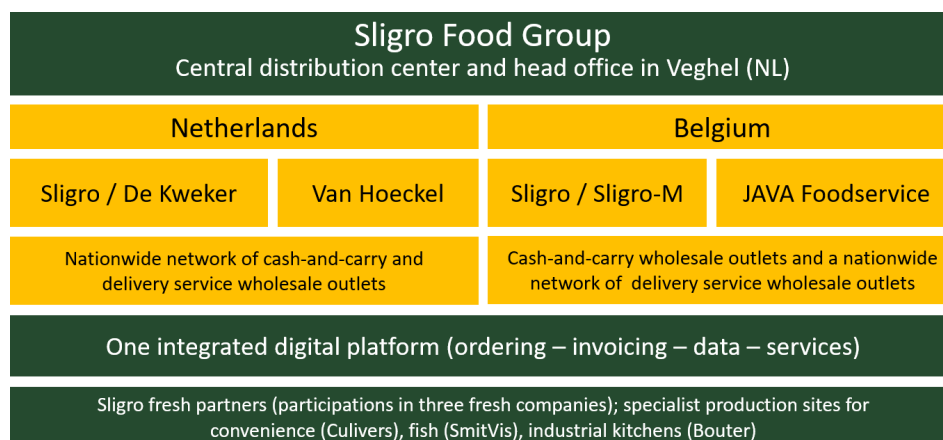 Sligro Food Group
Central distribution center and head office in Veghel (NL)
Netherlands
Belgium
Sligro / De Kweker
Van Hoeckel
Sligro / Sligro-M
JAVA Foodservice
Nationwide network of cash-and-carry and
delivery service wholesale outlets
Cash-and-carry wholesale outlets and a nationwide
network of  delivery service wholesale outlets
One integrated digital platform (ordering – invoicing – data – services)
Sligro fresh partners (participations in three fresh companies); specialist production sites for
convenience (Culivers), fish (SmitVis), industrial kitchens (Bouter)